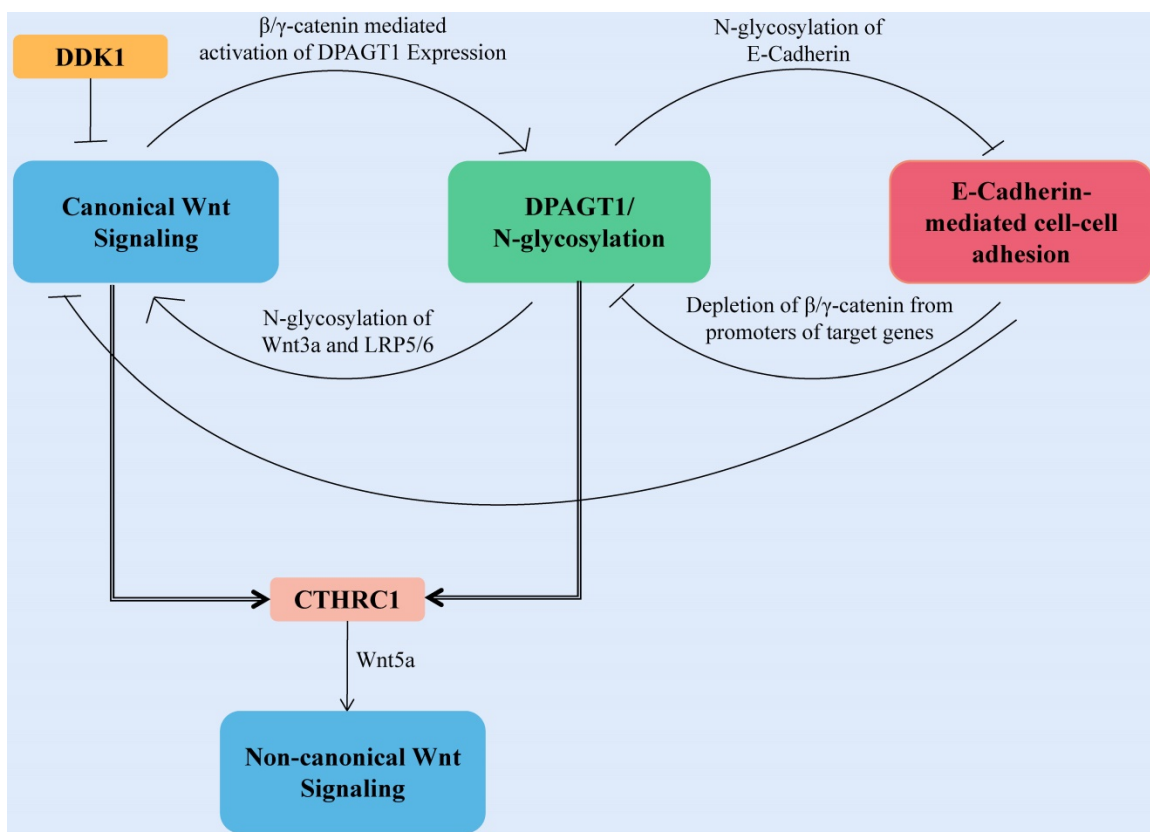 β/γ-catenin mediated
activation of DPAGT1 Expression
N-glycosylation of
E-Cadherin
DDK1
Canonical Wnt
Signaling
DPAGT1/
N-glycosylation
E-Cadherin-
mediated cell-cell
adhesion
N-glycosylation of
Wnt3a and LRP5/6
Depletion of β/γ-catenin from
promoters of target genes
CTHRC1
Wnt5a
Non-canonical Wnt
Signaling